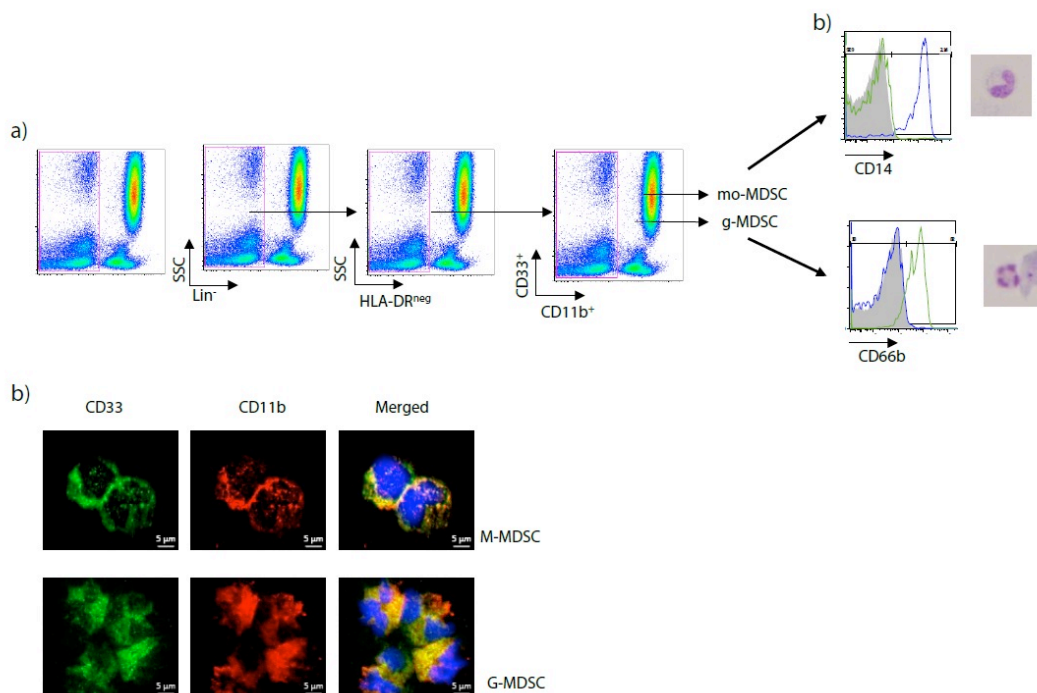 b)
CD14
a)
SSC
Lin⁻
SSC
HLA-DRⁿᵉᵍ
CD33⁺
CD11b⁺
mo-MDSC
g-MDSC
CD66b
b)
CD33
CD11b
Merged
5 µm
5 µm
5 µm
M-MDSC
5 µm
5 µm
5 µm
G-MDSC